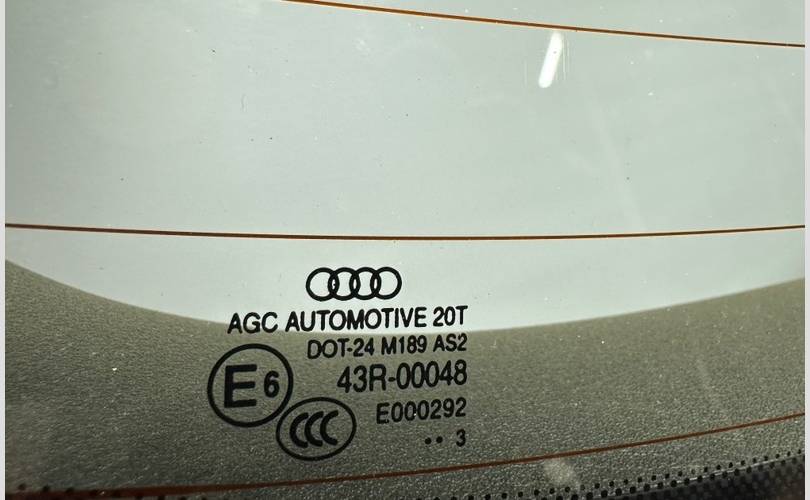 AGC AUTOMOTIVE 20T
DOT-24 M189 AS2
43R-00048
E6
E000292
CCC
•• 3